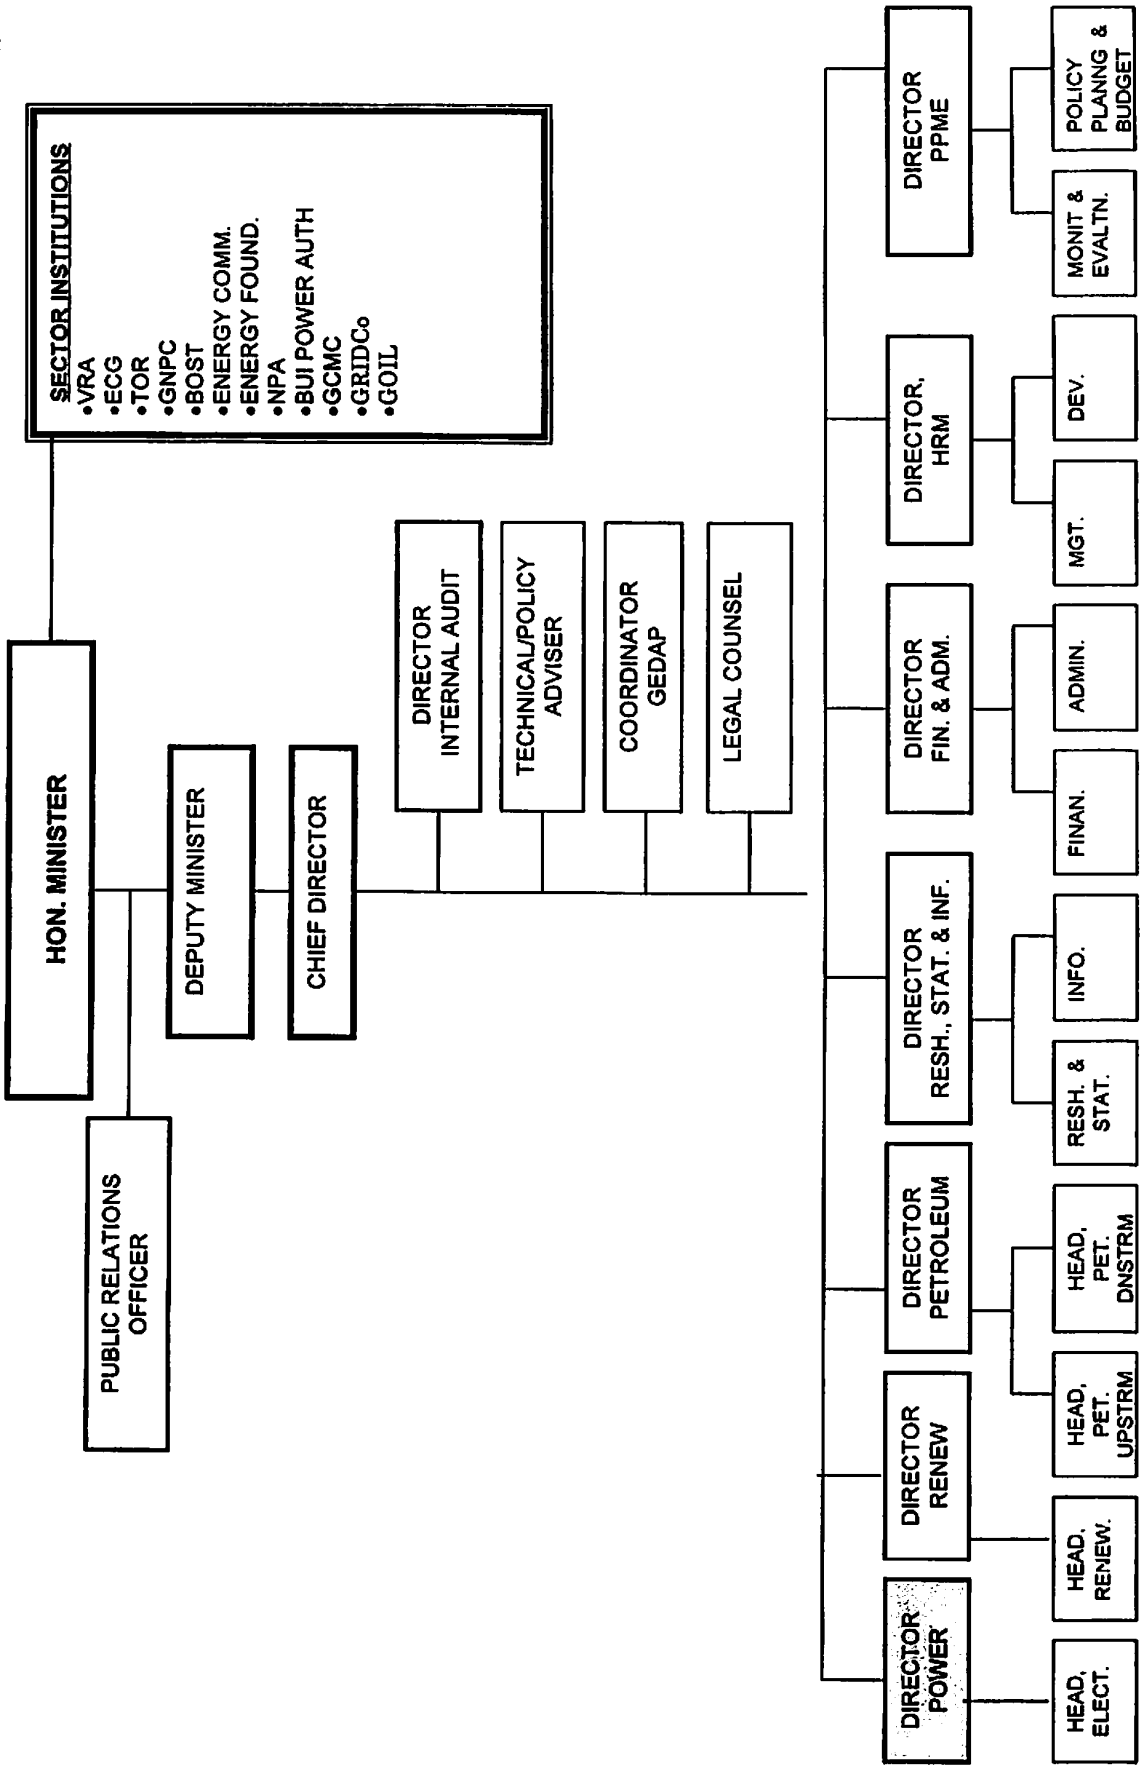 HON. MINISTER
SECTOR INSTITUTIONS
•VRA
•ECG
•TOR
•GNPC
•BOST
•ENERGY COMM.
•ENERGY FOUND.
•NPA
•BUI POWER AUTH
•GCMC
•GRIDCo
•GOIL
PUBLIC RELATIONS
OFFICER
DEPUTY MINISTER
CHIEF DIRECTOR
DIRECTOR
INTERNAL AUDIT
TECHNICAL/POLICY
ADVISER
COORDINATOR
GEDAP
LEGAL COUNSEL
DIRECTOR
POWER
DIRECTOR
RENEW
DIRECTOR
PETROLEUM
DIRECTOR
RESH., STAT. & INF.
DIRECTOR
FIN. & ADM.
DIRECTOR,
HRM
DIRECTOR
PPME
HEAD,
ELECT.
HEAD,
RENEW.
HEAD,
PET.
UPSTRM
HEAD,
PET.
DNSTRM
RESH. &
STAT.
INFO.
FINAN.
ADMIN.
MGT.
DEV.
MONIT &
EVALTN.
POLICY
PLANNG &
BUDGET